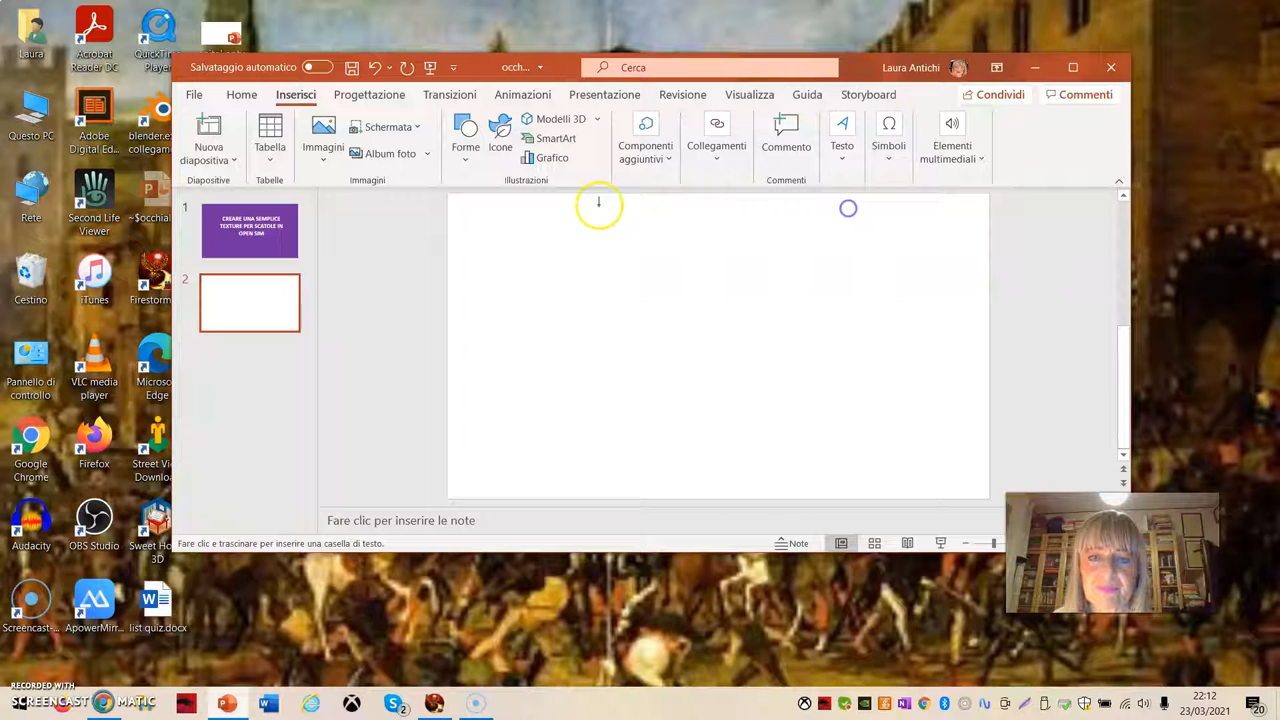 Laura
Acrobat
Reader DC
QuickTime
Player
Salvataggio automatico
occh...
Cerca
Laura Antichi
File
Home
Inserisci
Progettazione
Transizioni
Animazioni
Presentazione
Revisione
Visualizza
Guida
Storyboard
Condividi
Commenti
Nuova
diapositiva
Tabella
Immagini
Schermata
Album foto
Forme
Icone
Modelli 3D
SmartArt
Grafico
Componenti
aggiuntivi
Collegamenti
Commento
Testo
Simboli
Elementi
multimediali
Diapositive
Tabelle
Immagini
Illustrazioni
Commenti
Questo PC
Adobe
Digital Ed...
blender.ex
collegam
Rete
Second Life
Viewer
~$occhial
Cestino
iTunes
Firestorm
Pannello di
controllo
VLC media
player
Microso
Edge
Google
Chrome
Firefox
Street Vi
Downloa
Audacity
OBS Studio
Sweet Ho
3D
Screencast-...
ApowerMirr...
list quiz.docx
1
CREARE UNA SEMPLICE
TEXTURE PER SCATOLE IN
OPEN SIM
2
Fare clic per inserire le note
Fare clic e trascinare per inserire una casella di testo.
Note
RECORDED WITH
SCREENCAST MATIC
2
22:12
23/03/2021
20